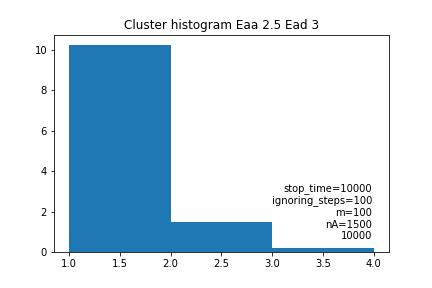 Cluster histogram Eaa 2.5 Ead 3
10
8
6
4
2
0
stop_time=10000
ignoring_steps=100
m=100
nA=1500
10000
1.0 1.5 2.0 2.5 3.0 3.5 4.0